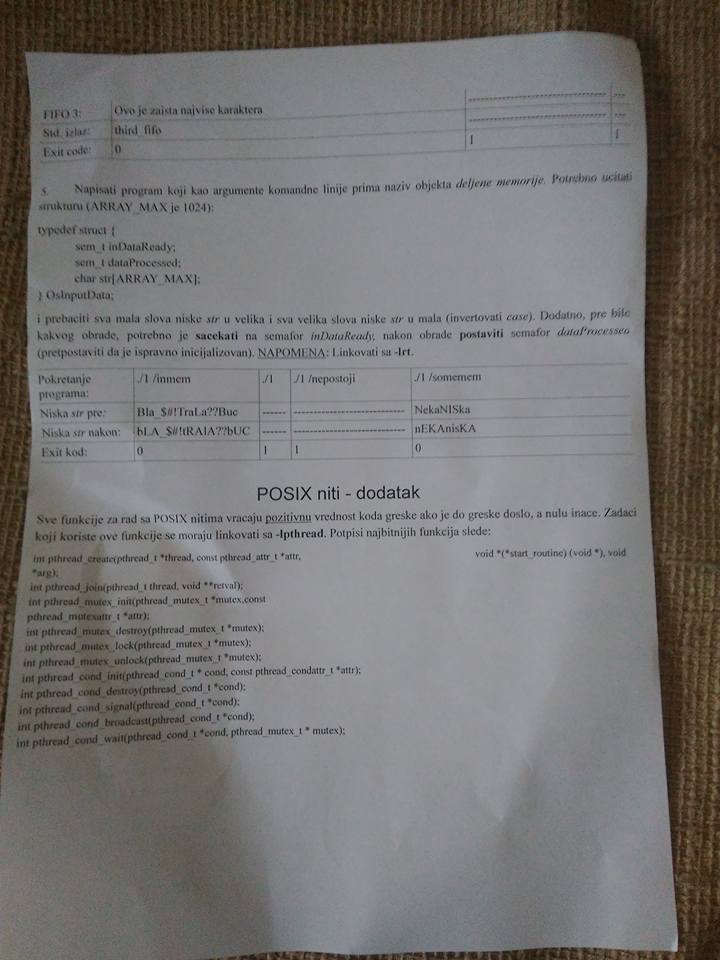 FIFO 3: Ovo je zaista najvise karaktera ---------------------------- ---
Std. izlaz: third_fifo ---------------------------- ---
Exit code: 0 1 1
5. Napisati program koji kao argumente komandne linije prima naziv objekta deljene memorije. Potrebno ucitati
strukturu (ARRAY_MAX je 1024):
typedef struct {
sem_t inDataReady;
sem_t dataProcessed;
char str[ARRAY_MAX];
} OsInputData;
i prebaciti sva mala slova niske str u velika i sva velika slova niske str u mala (invertovati case). Dodatno, pre bilo
kakvog obrade, potrebno je sacekati na semafor inDataReady, nakon obrade postaviti semafor dataProcessed
(pretpostaviti da je ispravno inicijalizovan). NAPOMENA: Linkovati sa -lrt.
Pokretanje ./1 /inmem ./1 ./1 /nepostoji ./1 /somemem
programa:
Niska str pre: Bla_$#!TraLa??Buc ------ ---------------------------- NekaNISka
Niska str nakon: bLA_$#!tRAlA??bUC ------ ---------------------------- nEKAnisKA
Exit kod: 0 1 1 0
POSIX niti - dodatak
Sve funkcije za rad sa POSIX nitima vracaju pozitivnu vrednost koda greske ako je do greske doslo, a nulu inace. Zadaci
koji koriste ove funkcije se moraju linkovati sa -lpthread. Potpisi najbitnijih funkcija slede:
int pthread_create(pthread_t *thread, const pthread_attr_t *attr, void *(*start_routine) (void *), void
*arg);
int pthread_join(pthread_t thread, void **retval);
int pthread_mutex_init(pthread_mutex_t *mutex,const
pthread_mutexattr_t *attr);
int pthread_mutex_destroy(pthread_mutex_t *mutex);
int pthread_mutex_lock(pthread_mutex_t *mutex);
int pthread_mutex_unlock(pthread_mutex_t *mutex);
int pthread_cond_init(pthread_cond_t * cond, const pthread_condattr_t *attr);
int pthread_cond_destroy(pthread_cond_t *cond);
int pthread_cond_signal(pthread_cond_t *cond);
int pthread_cond_broadcast(pthread_cond_t *cond);
int pthread_cond_wait(pthread_cond_t *cond, pthread_mutex_t * mutex);